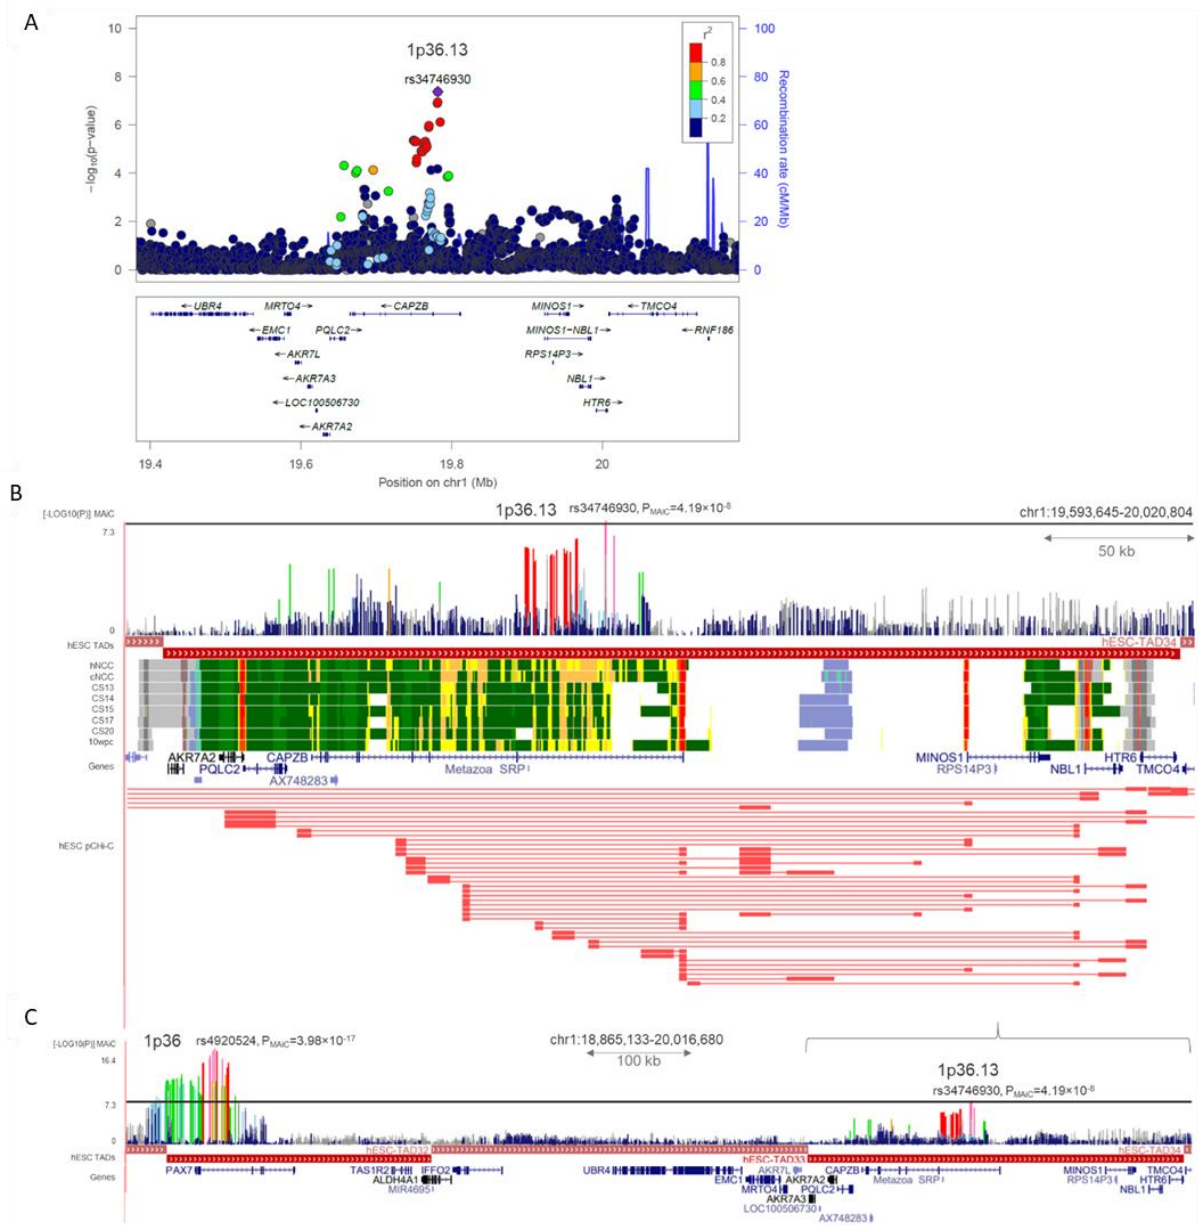 A
10
8
6
4
2
0
−log₁₀(p−value)
1p36.13
rs34746930
r²
0.8
0.6
0.4
0.2
100
80
60
40
20
0
Recombination rate (cM/Mb)
←UBR4
MRTO4→
←CAPZB
MINOS1→
←TMCO4
←EMC1
PQLC2→
MINOS1−NBL1→
←RNF186
←AKR7L
RPS14P3→
←AKR7A3
NBL1→
←LOC100506730
HTR6→
←AKR7A2
19.4
19.6
19.8
20
Position on chr1 (Mb)
B
[-LOG10(P)] MAiC
1p36.13 rs34746930, P_MAiC=4.19×10⁻⁸
chr1:19,593,645-20,020,804
7.3
50 kb
0
hESC TADs
hESC-TAD34
hNCC
cNCC
CS13
CS14
CS15
CS17
CS20
10wpc
Genes
AKR7A2 CAPZB MINOS1 HTR6
PQLC2 Metazoa SRP RPS14P3 NBL1 TMCO4
AX748283
hESC pCHi-C
C
[-LOG10(P)] MAiC
1p36 rs4920524, P_MAiC=3.98×10⁻¹⁷
chr1:18,865,133-20,016,680
16.4
100 kb
1p36.13
rs34746930, P_MAiC=4.19×10⁻⁸
7.3
0
hESC TADs
hESC-TAD32
hESC-TAD33
hESC-TAD34
Genes
PAX7 TAS1R2 IFFO2 UBR4 AKR7L CAPZB MINOS1 TMCO4
ALDH4A1 EMC1 AKR7A2 Metazoa SRP RPS14P3 HTR6
MIR4695 MRTO4 PQLC2 NBL1
AKR7A3
LOC100506730
AX748283